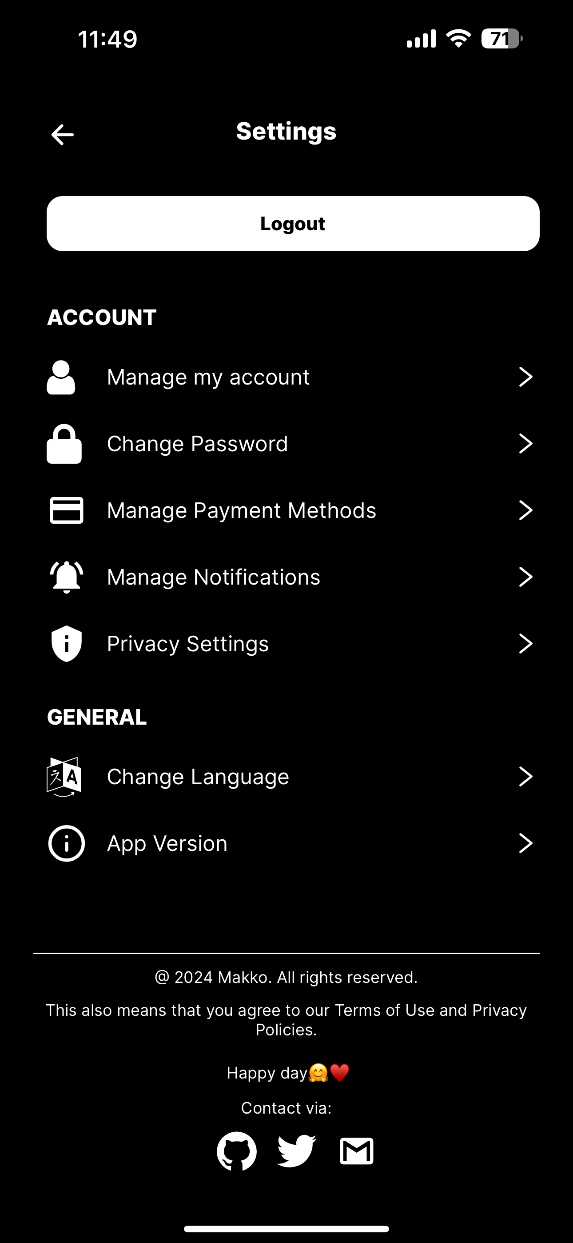 11:49
71
Settings
Logout
ACCOUNT
Manage my account
Change Password
Manage Payment Methods
Manage Notifications
Privacy Settings
GENERAL
Change Language
App Version
@ 2024 Makko. All rights reserved.
This also means that you agree to our Terms of Use and Privacy
Policies.
Happy day🤗♥️
Contact via: